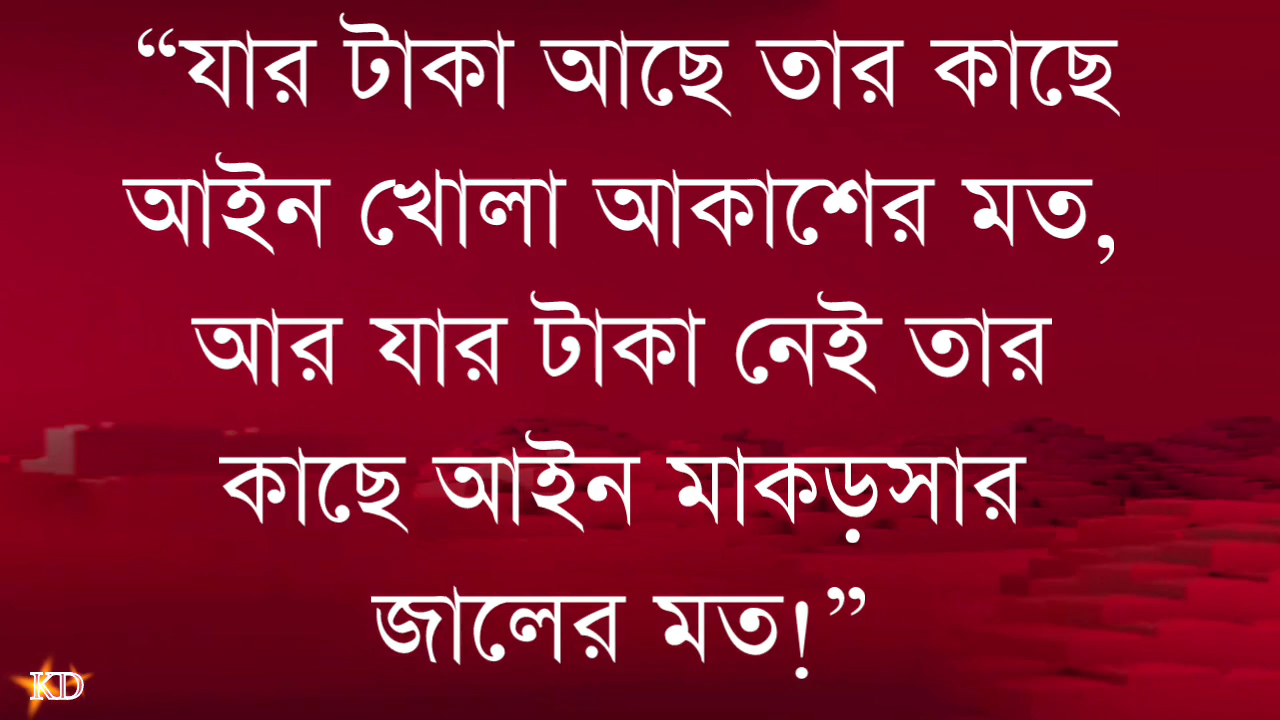 “যার টাকা আছে তার কাছে
আইন খোলা আকাশের মত,
আর যার টাকা নেই তার
কাছে আইন মাকড়সার
জালের মত!”
KD